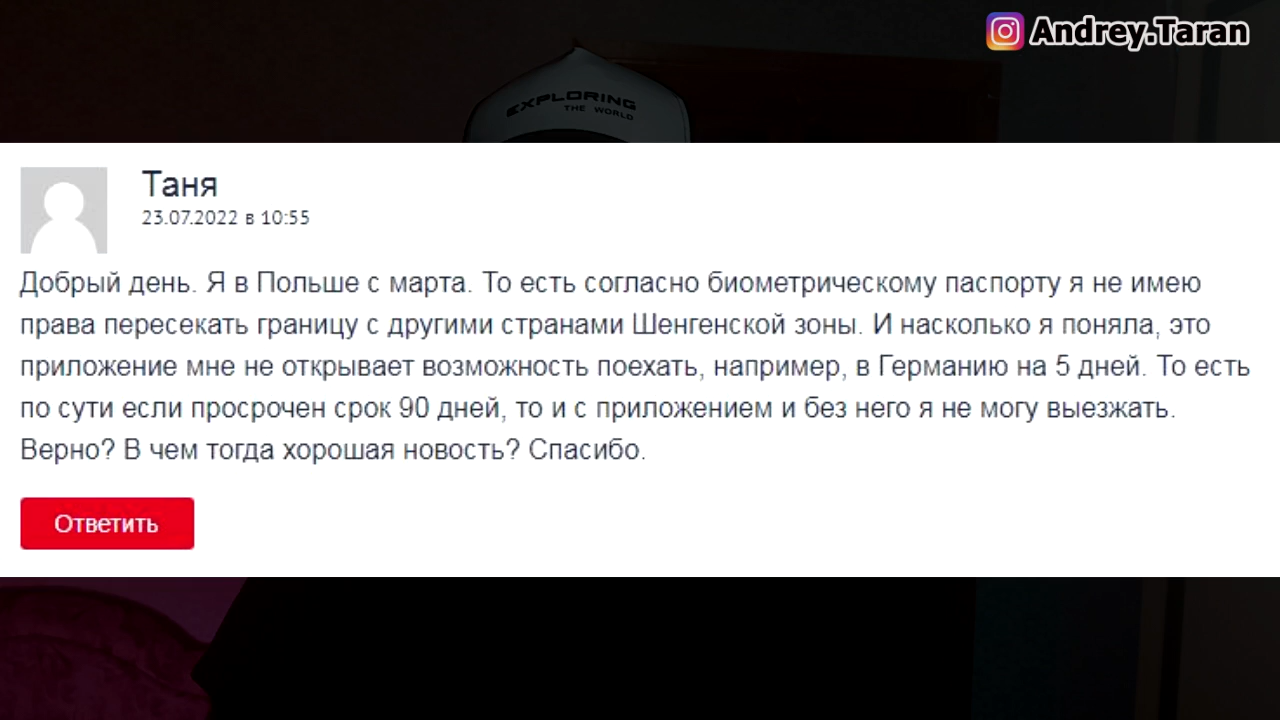 Andrey.Taran
EXPLORING
THE WORLD
Таня
23.07.2022 в 10:55
Добрый день. Я в Польше с марта. То есть согласно биометрическому паспорту я не имею
права пересекать границу с другими странами Шенгенской зоны. И насколько я поняла, это
приложение мне не открывает возможность поехать, например, в Германию на 5 дней. То есть
по сути если просрочен срок 90 дней, то и с приложением и без него я не могу выезжать.
Верно? В чем тогда хорошая новость? Спасибо.
Ответить